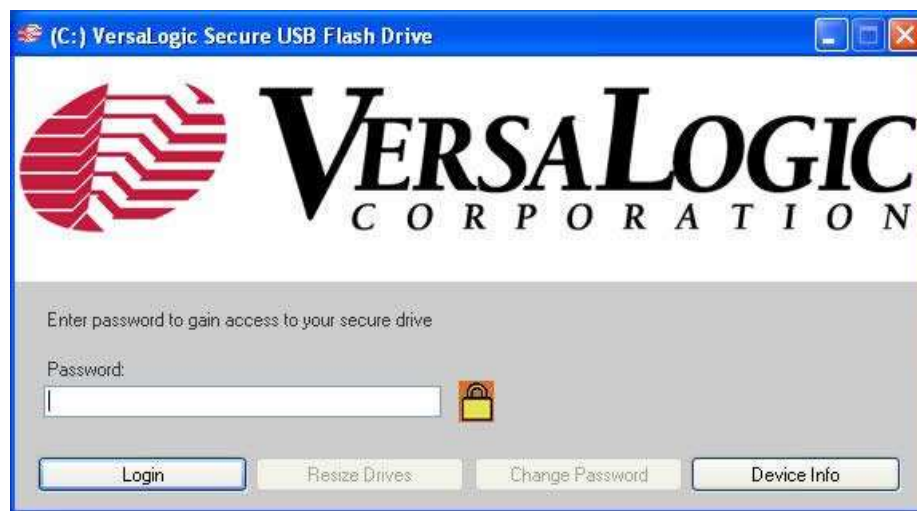 (C:) VersaLogic Secure USB Flash Drive
VERSALOGIC
CORPORATION
Enter password to gain access to your secure drive
Password:
Login Resize Drives Change Password Device Info